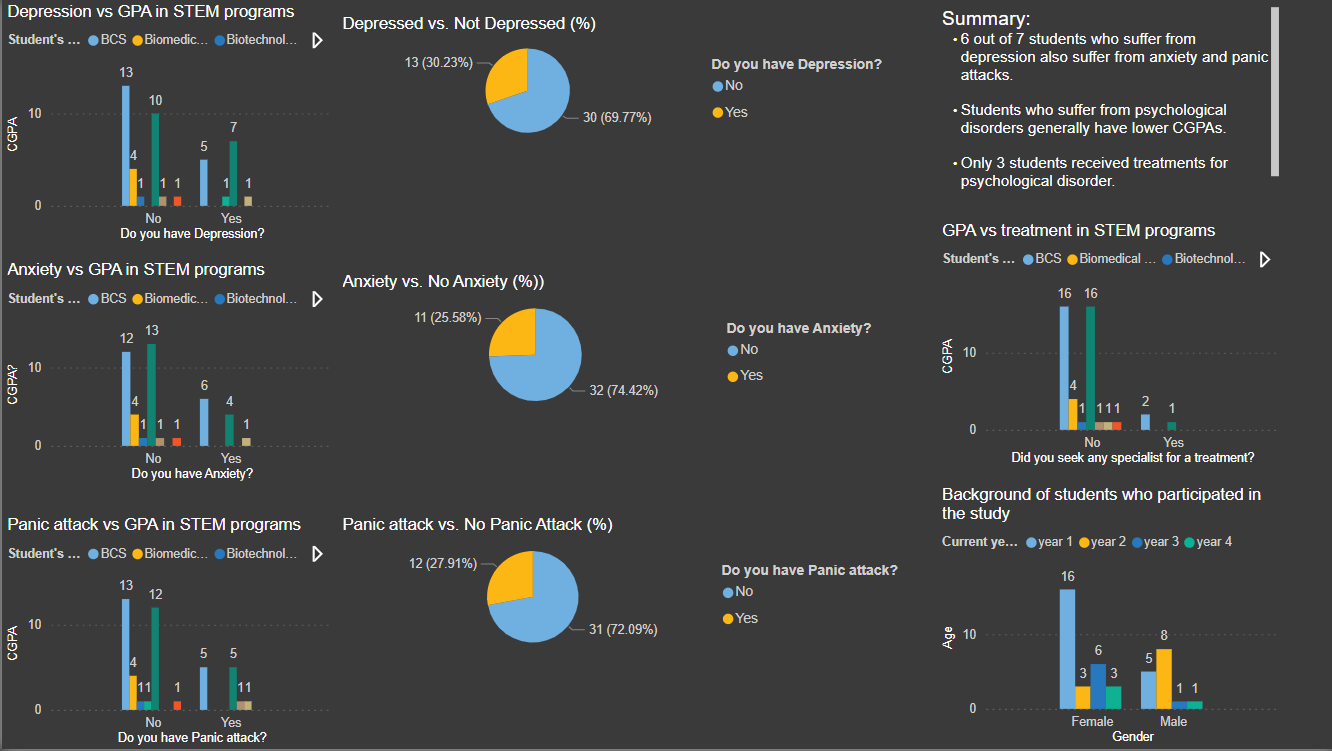 Depression vs GPA in STEM programs
Student's ... BCS Biomedic... Biotechnol...
CGPA
10
0
13
4
1
10
1
1
5
1
7
1
No
Yes
Do you have Depression?
Depressed vs. Not Depressed (%)
13 (30.23%)
30 (69.77%)
Do you have Depression?
No
Yes
Summary:
• 6 out of 7 students who suffer from
depression also suffer from anxiety and panic
attacks.
• Students who suffer from psychological
disorders generally have lower CGPAs.
• Only 3 students received treatments for
psychological disorder.
Anxiety vs GPA in STEM programs
Student's ... BCS Biomedic... Biotechnol...
CGPA?
10
0
12
4
1
13
1
1
6
4
1
No
Yes
Do you have Anxiety?
Anxiety vs. No Anxiety (%))
11 (25.58%)
32 (74.42%)
Do you have Anxiety?
No
Yes
GPA vs treatment in STEM programs
Student's ... BCS Biomedical ... Biotechnol...
CGPA
10
0
16
4
1
16
1
1
1
2
1
No
Yes
Did you seek any specialist for a treatment?
Panic attack vs GPA in STEM programs
Student's ... BCS Biomedic... Biotechnol...
CGPA
10
0
13
4
1
1
12
1
5
5
1
1
No
Yes
Do you have Panic attack?
Panic attack vs. No Panic Attack (%)
12 (27.91%)
31 (72.09%)
Do you have Panic attack?
No
Yes
Background of students who participated in
the study
Current ye... year 1 year 2 year 3 year 4
Age
10
0
16
3
6
3
5
8
1
1
Female
Male
Gender